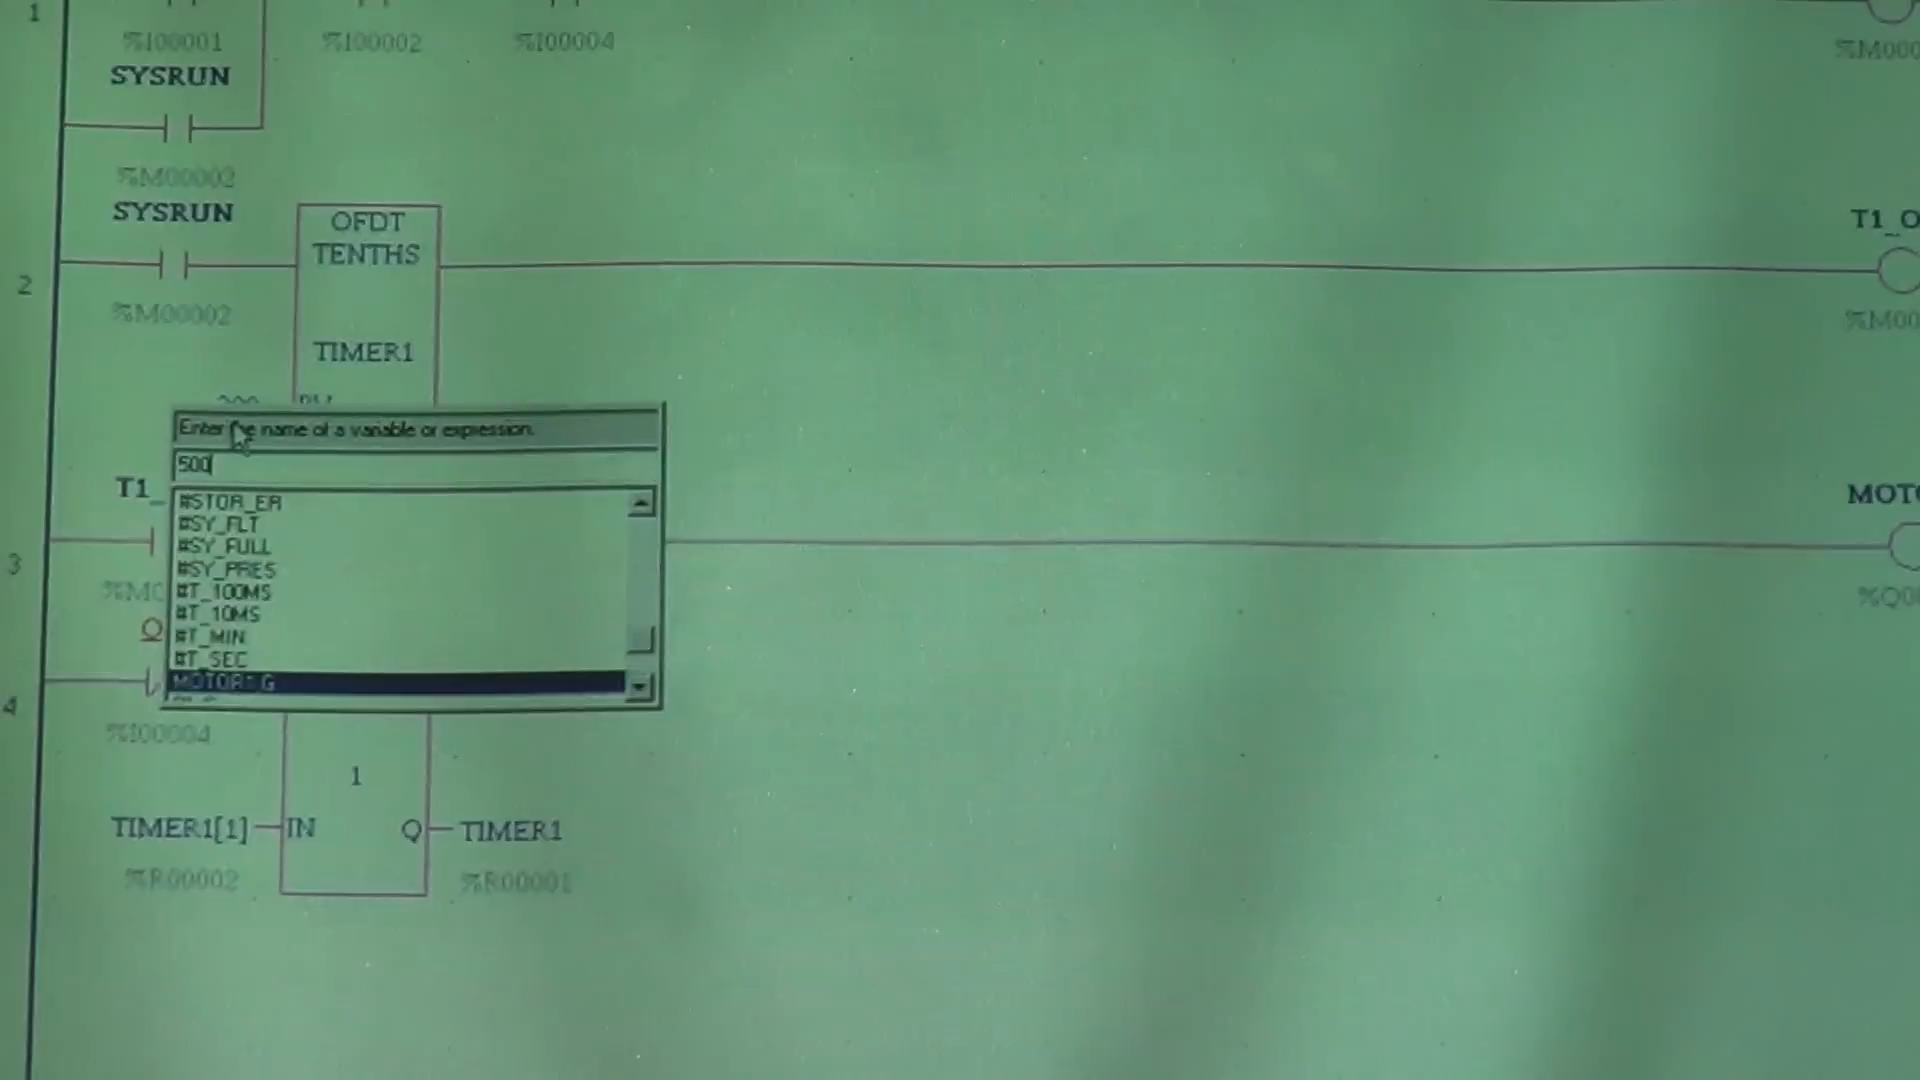 1
%I00001 %I00002 %I00004
SYSRUN
%M00002
SYSRUN
2
%M00002
OFDT
TENTHS
TIMER1
T1_O
Enter the name of a variable or expression.
500
#STOR_ER
#SY_FLT
#SY_FULL
#SY_PRES
#T_100MS
#T_10MS
#T_MIN
#T_SEC
T1_
3
MOTO
4
%I00004
1
TIMER1[1] IN Q TIMER1
%R00002 %R00001